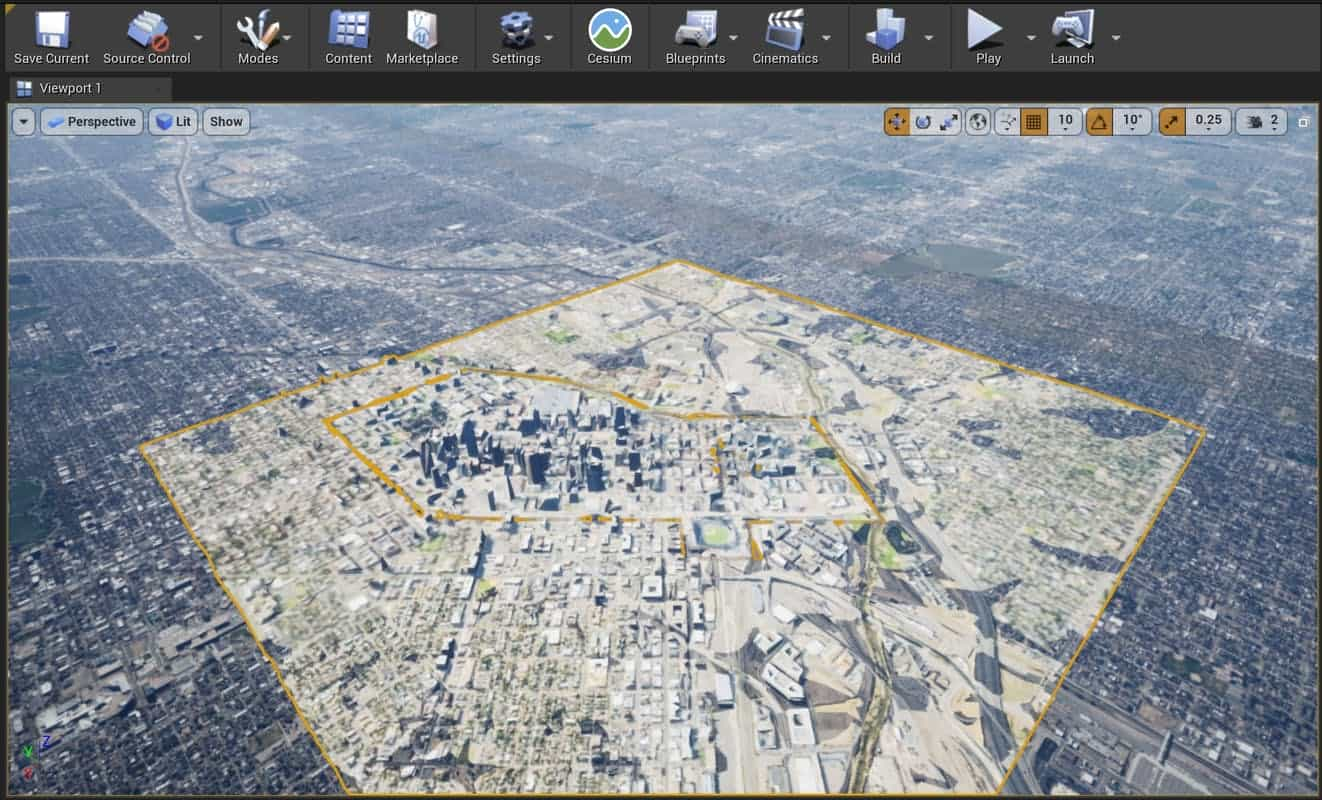 Save Current Source Control Modes Content Marketplace Settings Cesium Blueprints Cinematics Build Play Launch
Viewport 1
Perspective Lit Show 10 10° 0.25 2
Z
Y
X